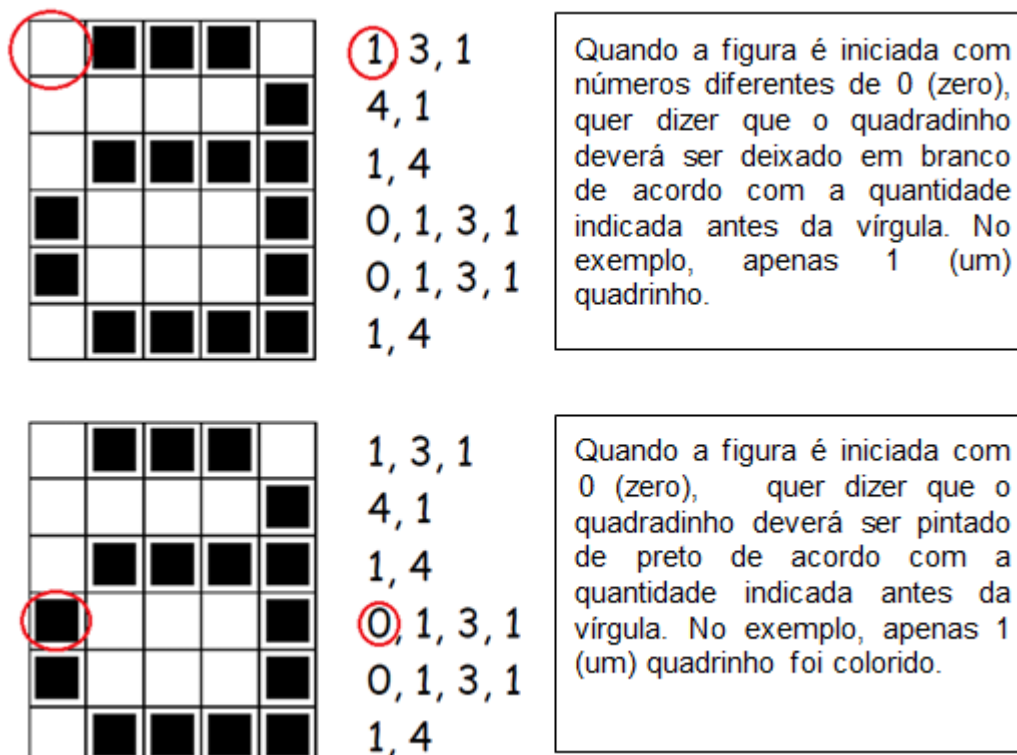 1, 3, 1
4, 1
1, 4
0, 1, 3, 1
0, 1, 3, 1
1, 4
Quando a figura é iniciada com
números diferentes de 0 (zero),
quer dizer que o quadradinho
deverá ser deixado em branco
de acordo com a quantidade
indicada antes da vírgula. No
exemplo, apenas 1 (um)
quadrinho.
1, 3, 1
4, 1
1, 4
0, 1, 3, 1
0, 1, 3, 1
1, 4
Quando a figura é iniciada com
0 (zero), quer dizer que o
quadradinho deverá ser pintado
de preto de acordo com a
quantidade indicada antes da
vírgula. No exemplo, apenas 1
(um) quadrinho foi colorido.